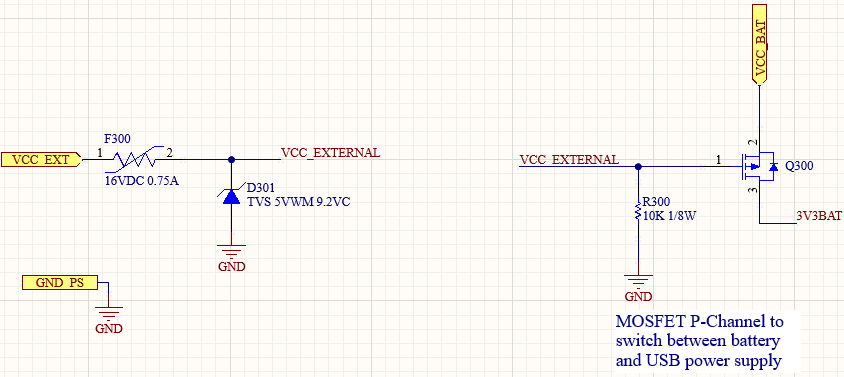 VCC_BAT
F300
VCC_EXT
1
2
VCC_EXTERNAL
16VDC 0.75A
D301
TVS 5VWM 9.2VC
GND
GND_PS
GND
VCC_EXTERNAL
1
2
3
Q300
R300
10K 1/8W
3V3BAT
GND
MOSFET P-Channel to
switch between battery
and USB power supply